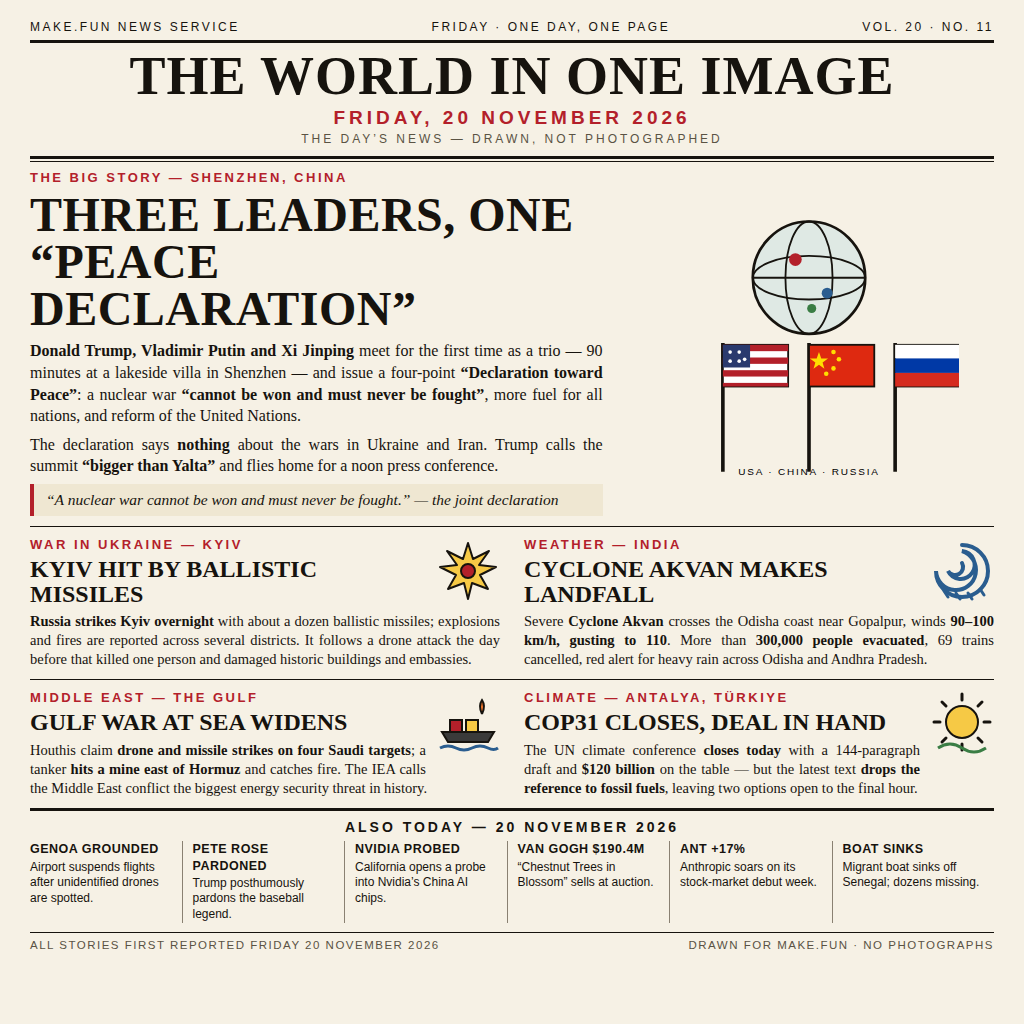 MAKE.FUN NEWS SERVICE
FRIDAY · ONE DAY, ONE PAGE
VOL. 20 · NO. 11
THE WORLD IN ONE IMAGE
FRIDAY, 20 NOVEMBER 2026
THE DAY’S NEWS — DRAWN, NOT PHOTOGRAPHED
THE BIG STORY — SHENZHEN, CHINA
THREE LEADERS, ONE
“PEACE
DECLARATION”
Donald Trump, Vladimir Putin and Xi Jinping meet for the first time as a trio — 90
minutes at a lakeside villa in Shenzhen — and issue a four-point “Declaration toward
Peace”: a nuclear war “cannot be won and must never be fought”, more fuel for all
nations, and reform of the United Nations.
The declaration says nothing about the wars in Ukraine and Iran. Trump calls the
summit “bigger than Yalta” and flies home for a noon press conference.
“A nuclear war cannot be won and must never be fought.” — the joint declaration
USA · CHINA · RUSSIA
WAR IN UKRAINE — KYIV
KYIV HIT BY BALLISTIC
MISSILES
Russia strikes Kyiv overnight with about a dozen ballistic missiles; explosions
and fires are reported across several districts. It follows a drone attack the day
before that killed one person and damaged historic buildings and embassies.
WEATHER — INDIA
CYCLONE AKVAN MAKES
LANDFALL
Severe Cyclone Akvan crosses the Odisha coast near Gopalpur, winds 90–100
km/h, gusting to 110. More than 300,000 people evacuated, 69 trains
cancelled, red alert for heavy rain across Odisha and Andhra Pradesh.
MIDDLE EAST — THE GULF
GULF WAR AT SEA WIDENS
Houthis claim drone and missile strikes on four Saudi targets; a
tanker hits a mine east of Hormuz and catches fire. The IEA calls
the Middle East conflict the biggest energy security threat in history.
CLIMATE — ANTALYA, TÜRKIYE
COP31 CLOSES, DEAL IN HAND
The UN climate conference closes today with a 144-paragraph
draft and $120 billion on the table — but the latest text drops the
reference to fossil fuels, leaving two options open to the final hour.
ALSO TODAY — 20 NOVEMBER 2026
GENOA GROUNDED
Airport suspends flights
after unidentified drones
are spotted.
PETE ROSE
PARDONED
Trump posthumously
pardons the baseball
legend.
NVIDIA PROBED
California opens a probe
into Nvidia’s China AI
chips.
VAN GOGH $190.4M
“Chestnut Trees in
Blossom” sells at auction.
ANT +17%
Anthropic soars on its
stock-market debut week.
BOAT SINKS
Migrant boat sinks off
Senegal; dozens missing.
ALL STORIES FIRST REPORTED FRIDAY 20 NOVEMBER 2026
DRAWN FOR MAKE.FUN · NO PHOTOGRAPHS